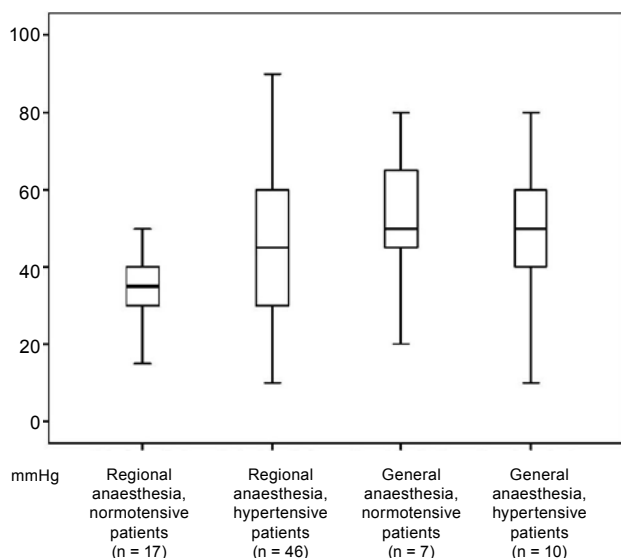 100
80
60
40
20
0
mmHg
Regional
anaesthesia,
normotensive
patients
(n = 17)
Regional
anaesthesia,
hypertensive
patients
(n = 46)
General
anaesthesia,
normotensive
patients
(n = 7)
General
anaesthesia,
hypertensive
patients
(n = 10)